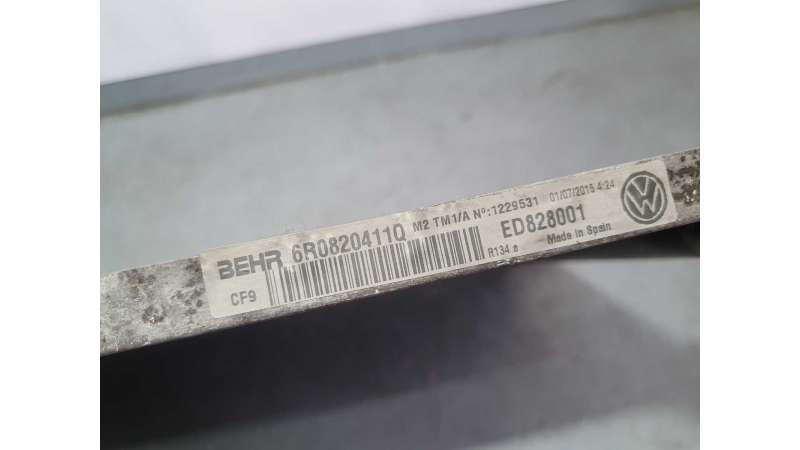 BEHR 6R0820411Q M2 TM1/A Nº:1229531 01/07/2015 4:24
CF9 R134 a ED828001
Made in Spain